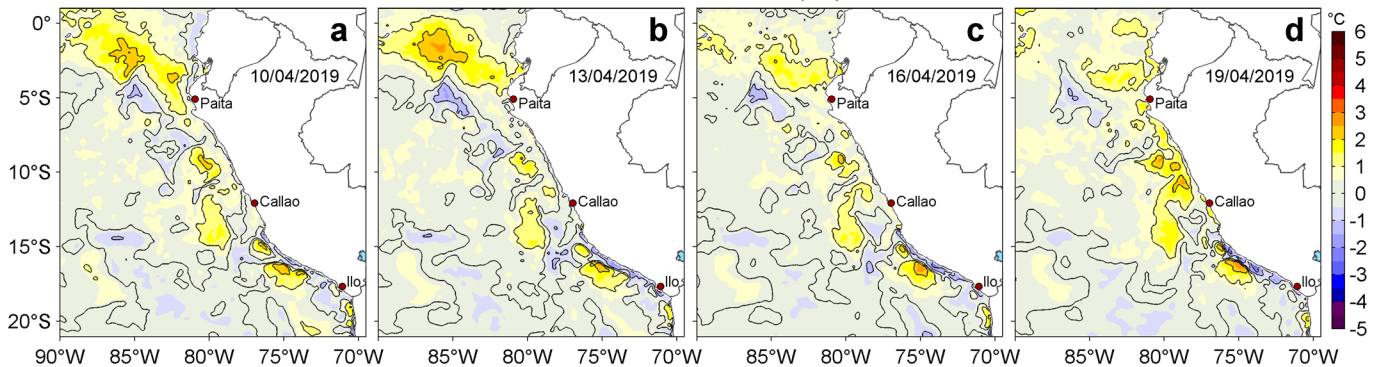 a b c d °C
10/04/2019 13/04/2019 16/04/2019 19/04/2019
Paita Paita Paita Paita
Callao Callao Callao Callao
Ilo Ilo Ilo Ilo
0°
5°S
10°S
15°S
20°S
90°W 85°W 80°W 75°W 70°W 85°W 80°W 75°W 70°W 85°W 80°W 75°W 70°W 85°W 80°W 75°W 70°W
6
5
4
3
2
1
0
-1
-2
-3
-4
-5